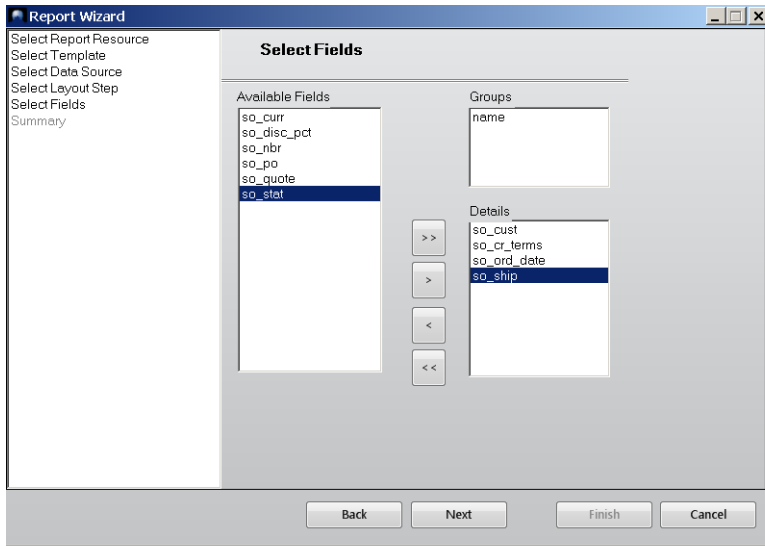 Report Wizard
Select Report Resource
Select Template
Select Data Source
Select Layout Step
Select Fields
Summary
Select Fields
Available Fields
so_curr
so_disc_pct
so_nbr
so_po
so_quote
so_stat
>>
>
<
<<
Groups
name
Details
so_cust
so_cr_terms
so_ord_date
so_ship
Back
Next
Finish
Cancel